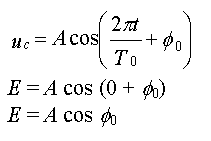 u_c = A cos(2πt/T_0 + ϕ_0)
E = A cos (0 + ϕ_0)
E = A cos ϕ_0